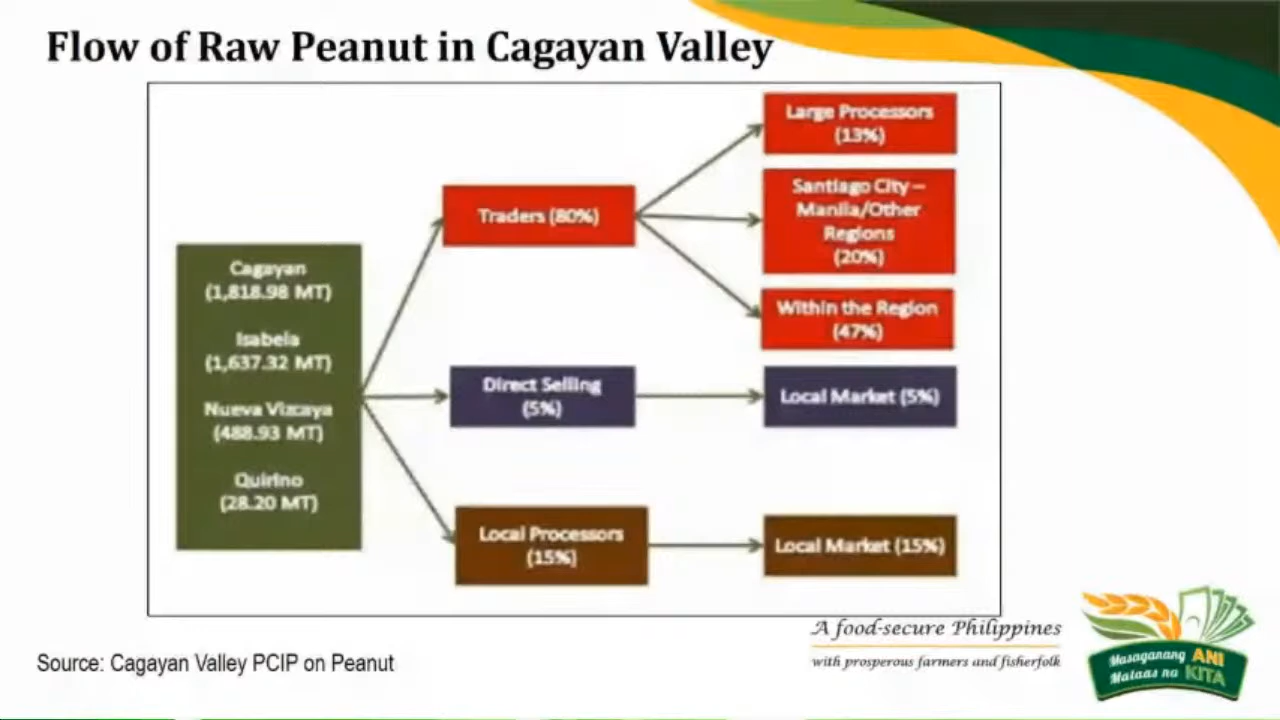 Flow of Raw Peanut in Cagayan Valley
Large Processors
(13%)
Santiago City –
Manila/Other
Regions
(20%)
Traders (80%)
Within the Region
(47%)
Cagayan
(1,818.98 MT)
Isabela
(1,637.32 MT)
Nueva Vizcaya
(488.93 MT)
Quirino
(28.20 MT)
Direct Selling
(5%)
Local Market (5%)
Local Processors
(15%)
Local Market (15%)
A food-secure Philippines
with prosperous farmers and fisherfolk
Masaganang ANI
Mataas na KITA
Source: Cagayan Valley PCIP on Peanut